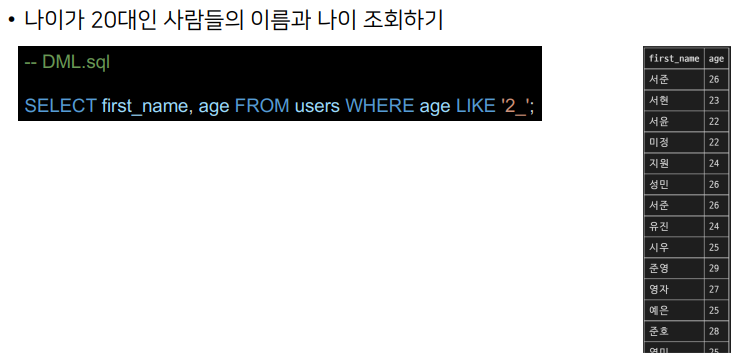 • 나이가 20대인 사람들의 이름과 나이 조회하기
-- DML.sql
SELECT first_name, age FROM users WHERE age LIKE '2_';
first_name age
서준 26
서현 23
서윤 22
미정 22
지원 24
성민 26
서준 26
유진 24
시우 25
준영 29
영자 27
예은 25
준호 28
25